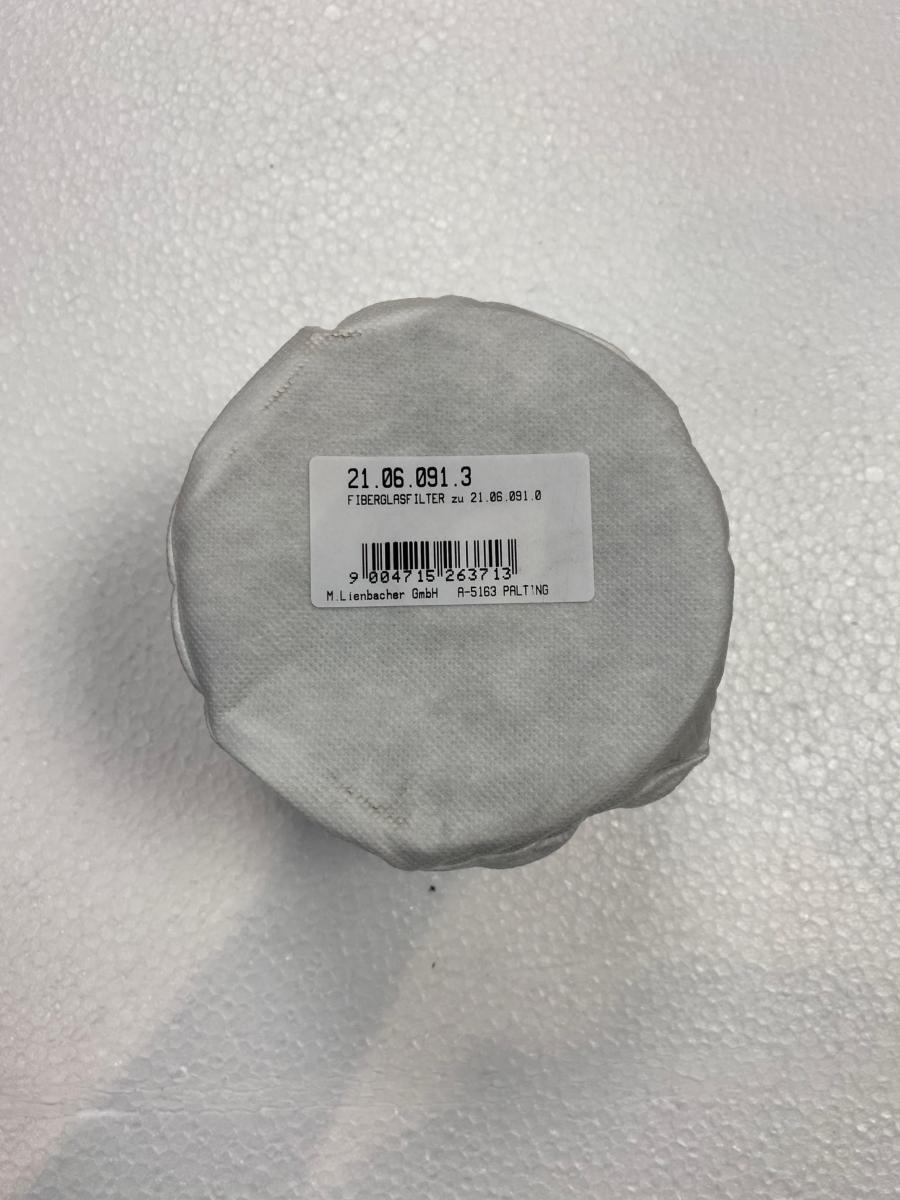 21.06.091.3
FIBERGLASFILTER zu 21.06.091.0
9 004715 263713
M.Lienbacher GmbH A-5163 PALTING